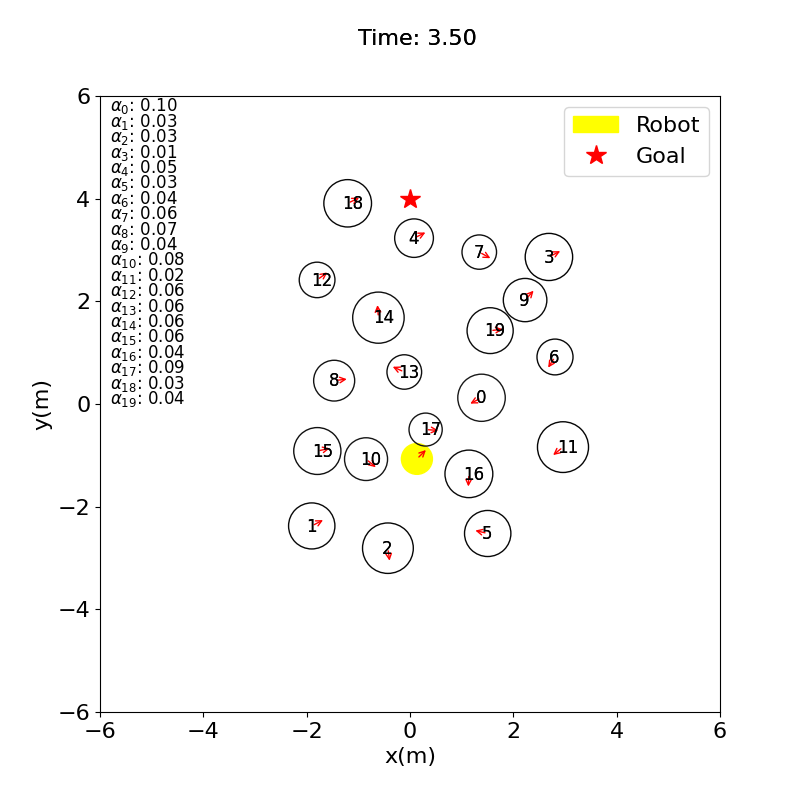 Time: 3.50
α0: 0.10
α1: 0.03
α2: 0.03
α3: 0.01
α4: 0.05
α5: 0.03
α6: 0.04
α7: 0.06
α8: 0.07
α9: 0.04
α10: 0.08
α11: 0.02
α12: 0.06
α13: 0.06
α14: 0.06
α15: 0.06
α16: 0.04
α17: 0.09
α18: 0.03
α19: 0.04
Robot
Goal
18
4
7
3
12
9
14
19
6
13
8
0
17
11
15
10
16
1
5
2
6
4
2
0
−2
−4
−6
−6
−4
−2
0
2
4
6
x(m)
y(m)